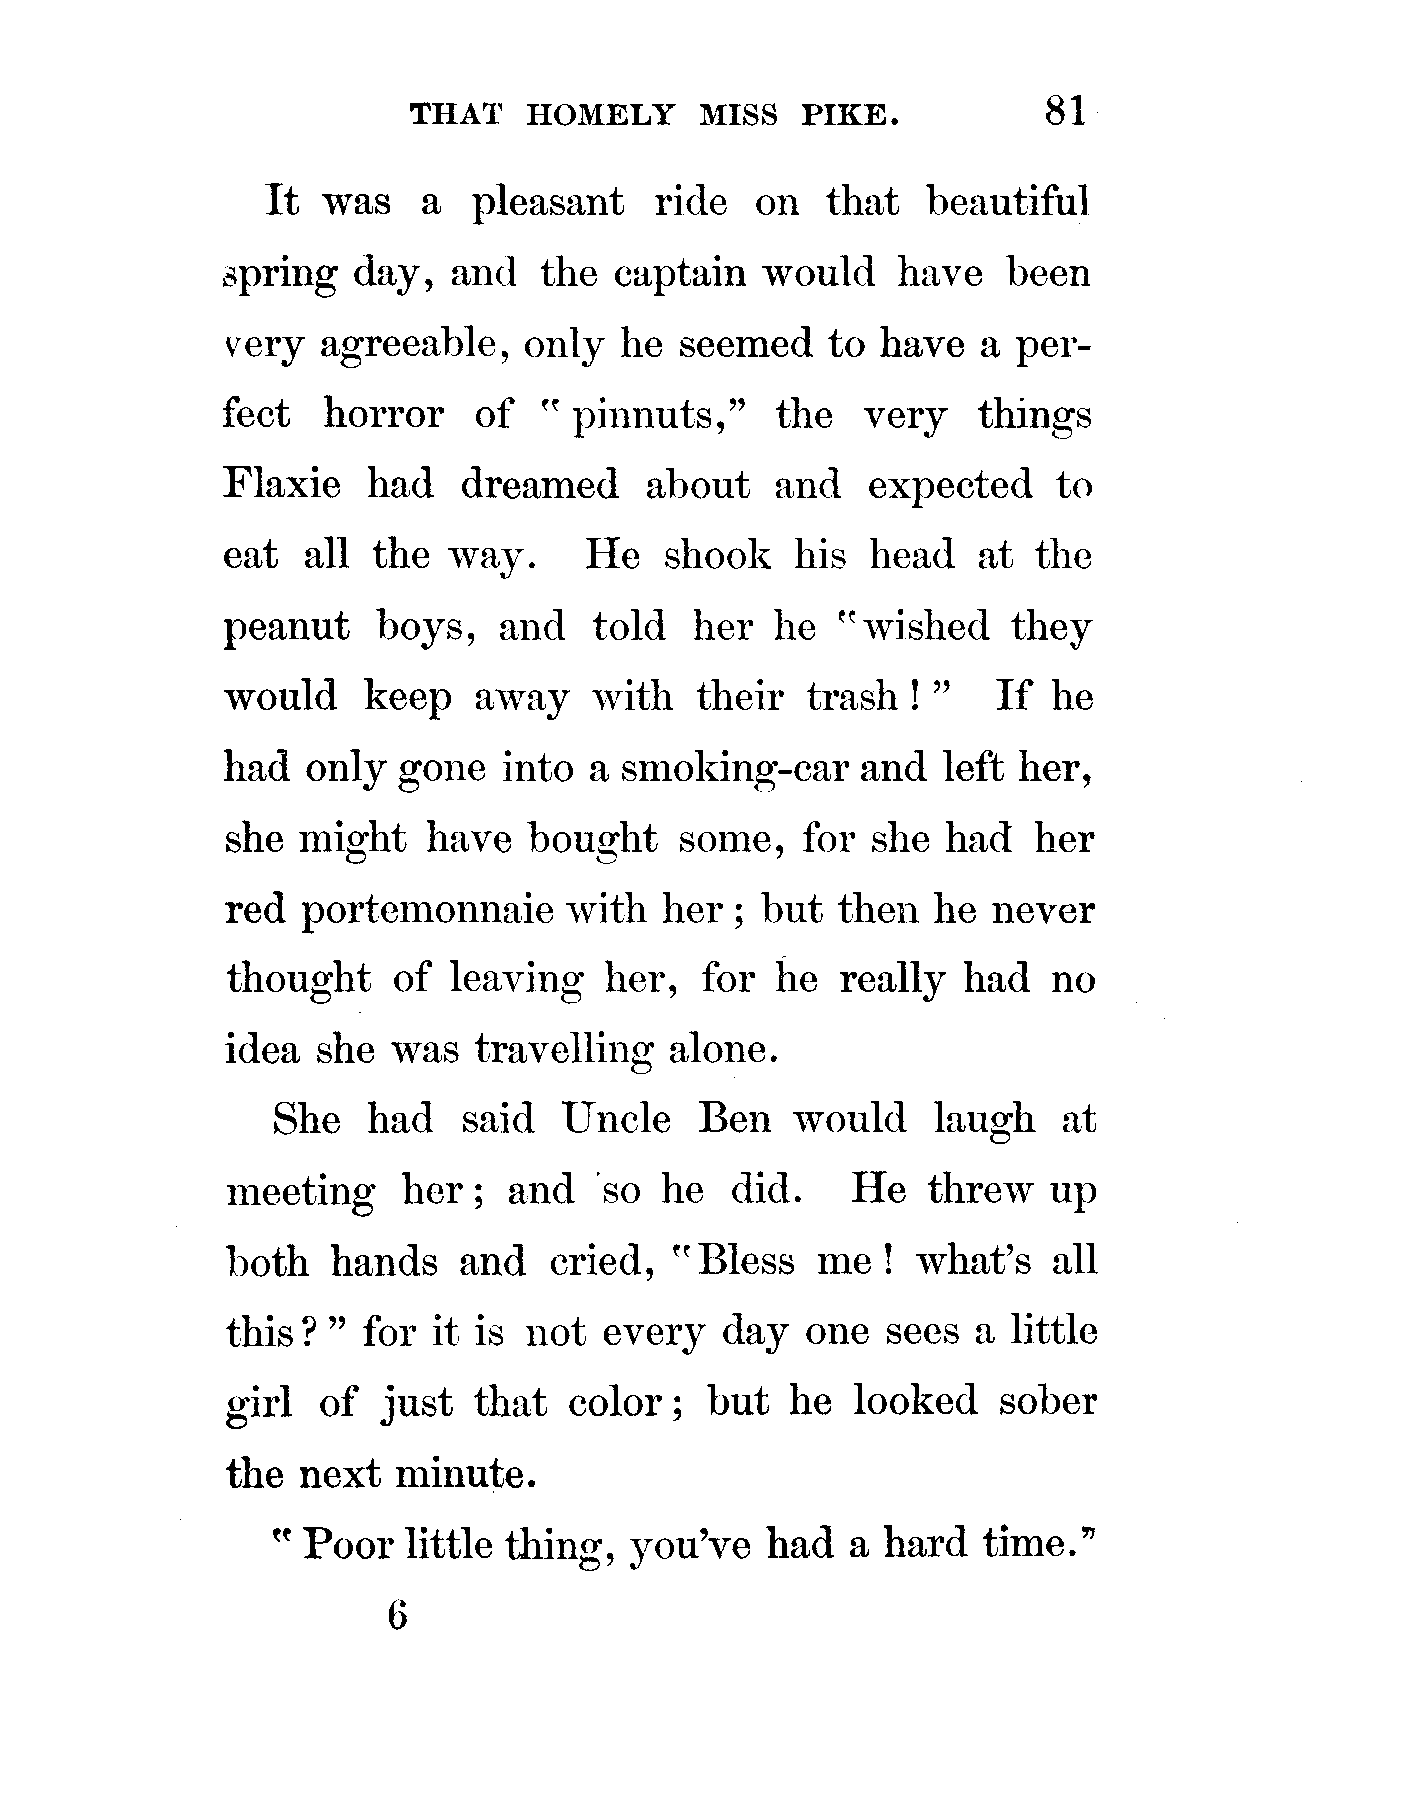 THAT HOMELY MISS PIKE. 81
It was a pleasant ride on that beautiful
spring day, and the captain would have been
very agreeable, only he seemed to have a per-
fect horror of "pinnuts," the very things
Flaxie had dreamed about and expected to
eat all the way. He shook his head at the
peanut boys, and told her he "wished they
would keep away with their trash!" If he
had only gone into a smoking-car and left her,
she might have bought some, for she had her
red portemonnaie with her; but then he never
thought of leaving her, for he really had no
idea she was travelling alone.
She had said Uncle Ben would laugh at
meeting her; and so he did. He threw up
both hands and cried, "Bless me! what's all
this?" for it is not every day one sees a little
girl of just that color; but he looked sober
the next minute.
"Poor little thing, you've had a hard time."
6